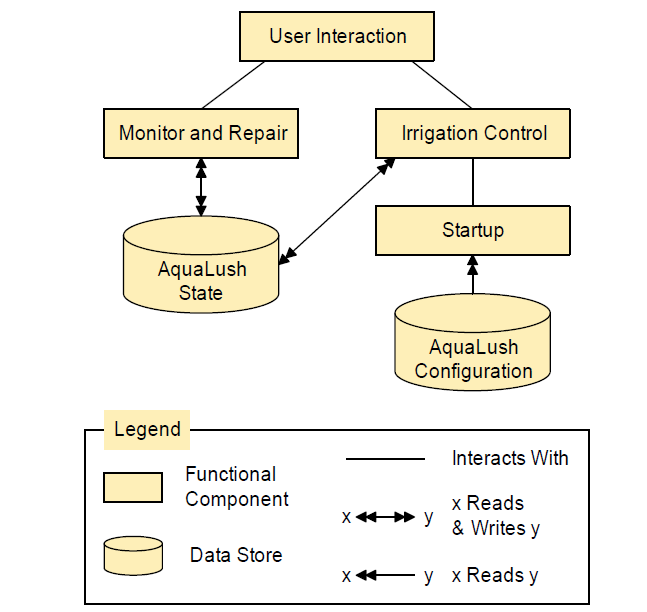 User Interaction
Monitor and Repair
Irrigation Control
Startup
AquaLush
State
AquaLush
Configuration
Legend
Functional
Component
Data Store
Interacts With
x y
x Reads
& Writes y
x y
x Reads y